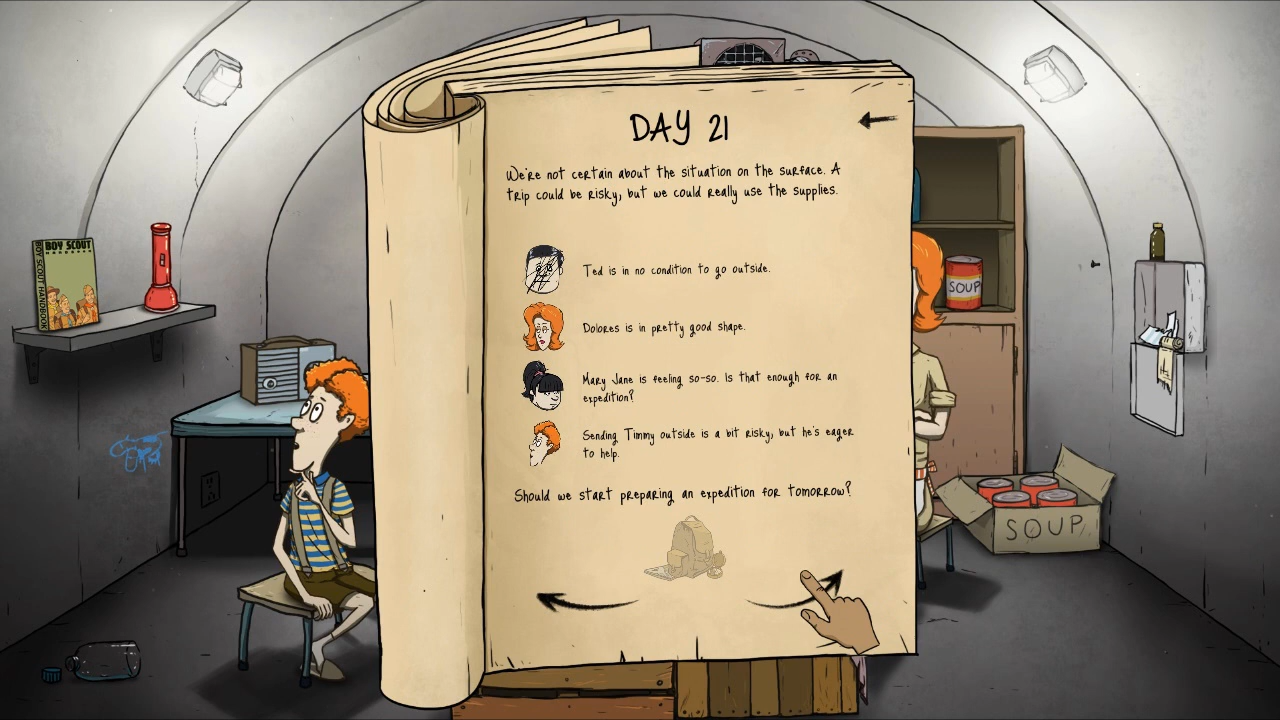 DAY 21
We're not certain about the situation on the surface. A
trip could be risky, but we could really use the supplies.
Ted is in no condition to go outside.
Dolores is in pretty good shape.
Mary Jane is feeling so-so. Is that enough for an
expedition?
Sending Timmy outside is a bit risky, but he's eager
to help.
Should we start preparing an expedition for tomorrow?
BOY SCOUT
BOY SCOUT HANDBOOK
SOUP
SOUP